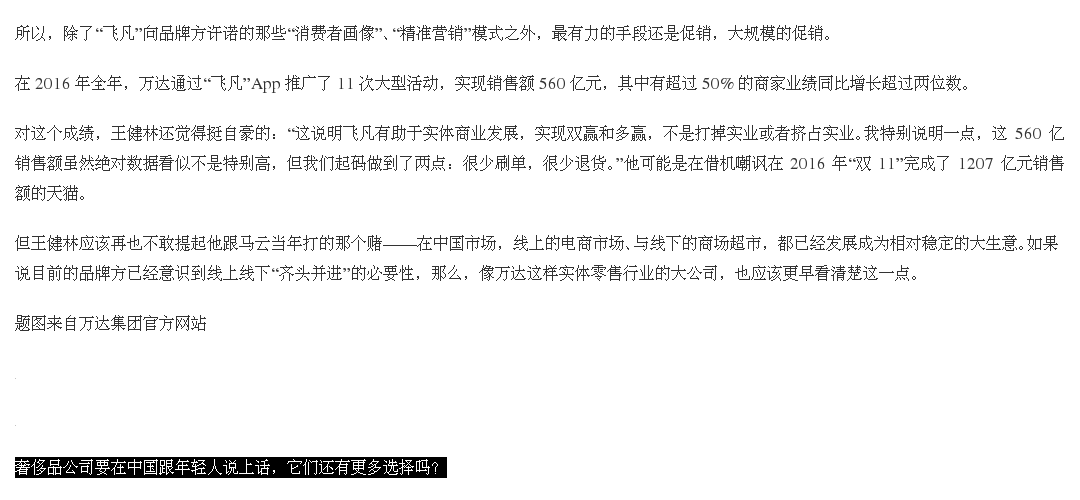 所以，除了“飞凡”向品牌方许诺的那些“消费者画像”、“精准营销”模式之外，最有力的手段还是促销，大规模的促销。
在 2016 年全年，万达通过“飞凡”App 推广了 11 次大型活动，实现销售额 560 亿元，其中有超过 50% 的商家业绩同比增长超过两位数。
对这个成绩，王健林还觉得挺自豪的：“这说明飞凡有助于实体商业发展，实现双赢和多赢，不是打掉实业或者挤占实业。我特别说明一点，这 560 亿
销售额虽然绝对数据看似不是特别高，但我们起码做到了两点：很少刷单，很少退货。”他可能是在借机嘲讽在 2016 年“双 11”完成了 1207 亿元销售
额的天猫。
但王健林应该再也不敢提起他跟马云当年打的那个赌——在中国市场，线上的电商市场、与线下的商场超市，都已经发展成为相对稳定的大生意。如果
说目前的品牌方已经意识到线上线下“齐头并进”的必要性，那么，像万达这样实体零售行业的大公司，也应该更早看清楚这一点。
题图来自万达集团官方网站
奢侈品公司要在中国跟年轻人说上话，它们还有更多选择吗？